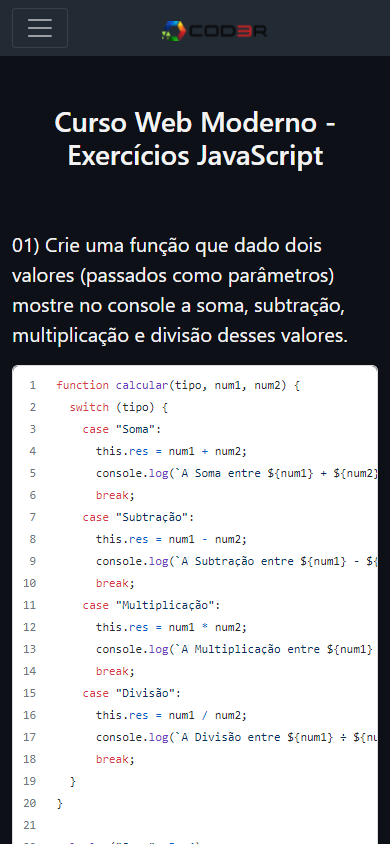 COD3R
Curso Web Moderno -
Exercícios JavaScript
01) Crie uma função que dado dois
valores (passados como parâmetros)
mostre no console a soma, subtração,
multiplicação e divisão desses valores.
1 function calcular(tipo, num1, num2) {
2 switch (tipo) {
3 case "Soma":
4 this.res = num1 + num2;
5 console.log(`A Soma entre ${num1} + ${num2}
6 break;
7 case "Subtração":
8 this.res = num1 - num2;
9 console.log(`A Subtração entre ${num1} - ${
10 break;
11 case "Multiplicação":
12 this.res = num1 * num2;
13 console.log(`A Multiplicação entre ${num1}
14 break;
15 case "Divisão":
16 this.res = num1 / num2;
17 console.log(`A Divisão entre ${num1} ÷ ${nu
18 break;
19 }
20 }
21